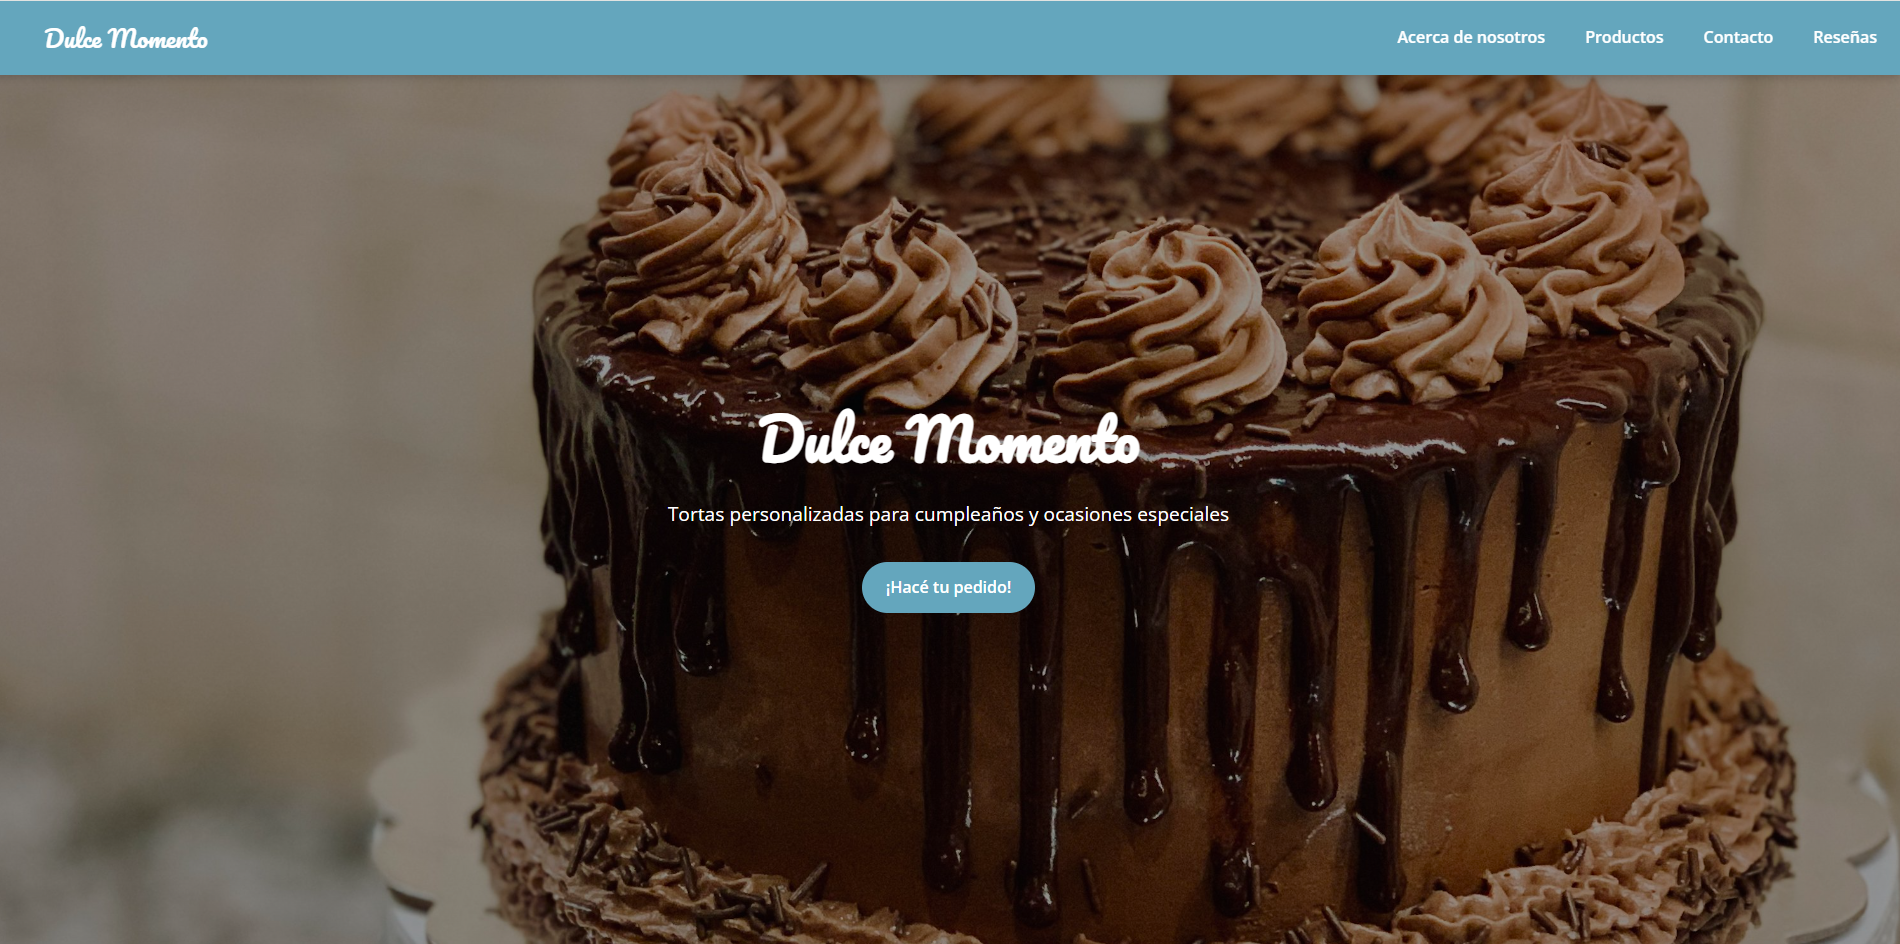 Dulce Momento
Acerca de nosotros Productos Contacto Reseñas
Dulce Momento
Tortas personalizadas para cumpleaños y ocasiones especiales
¡Hacé tu pedido!